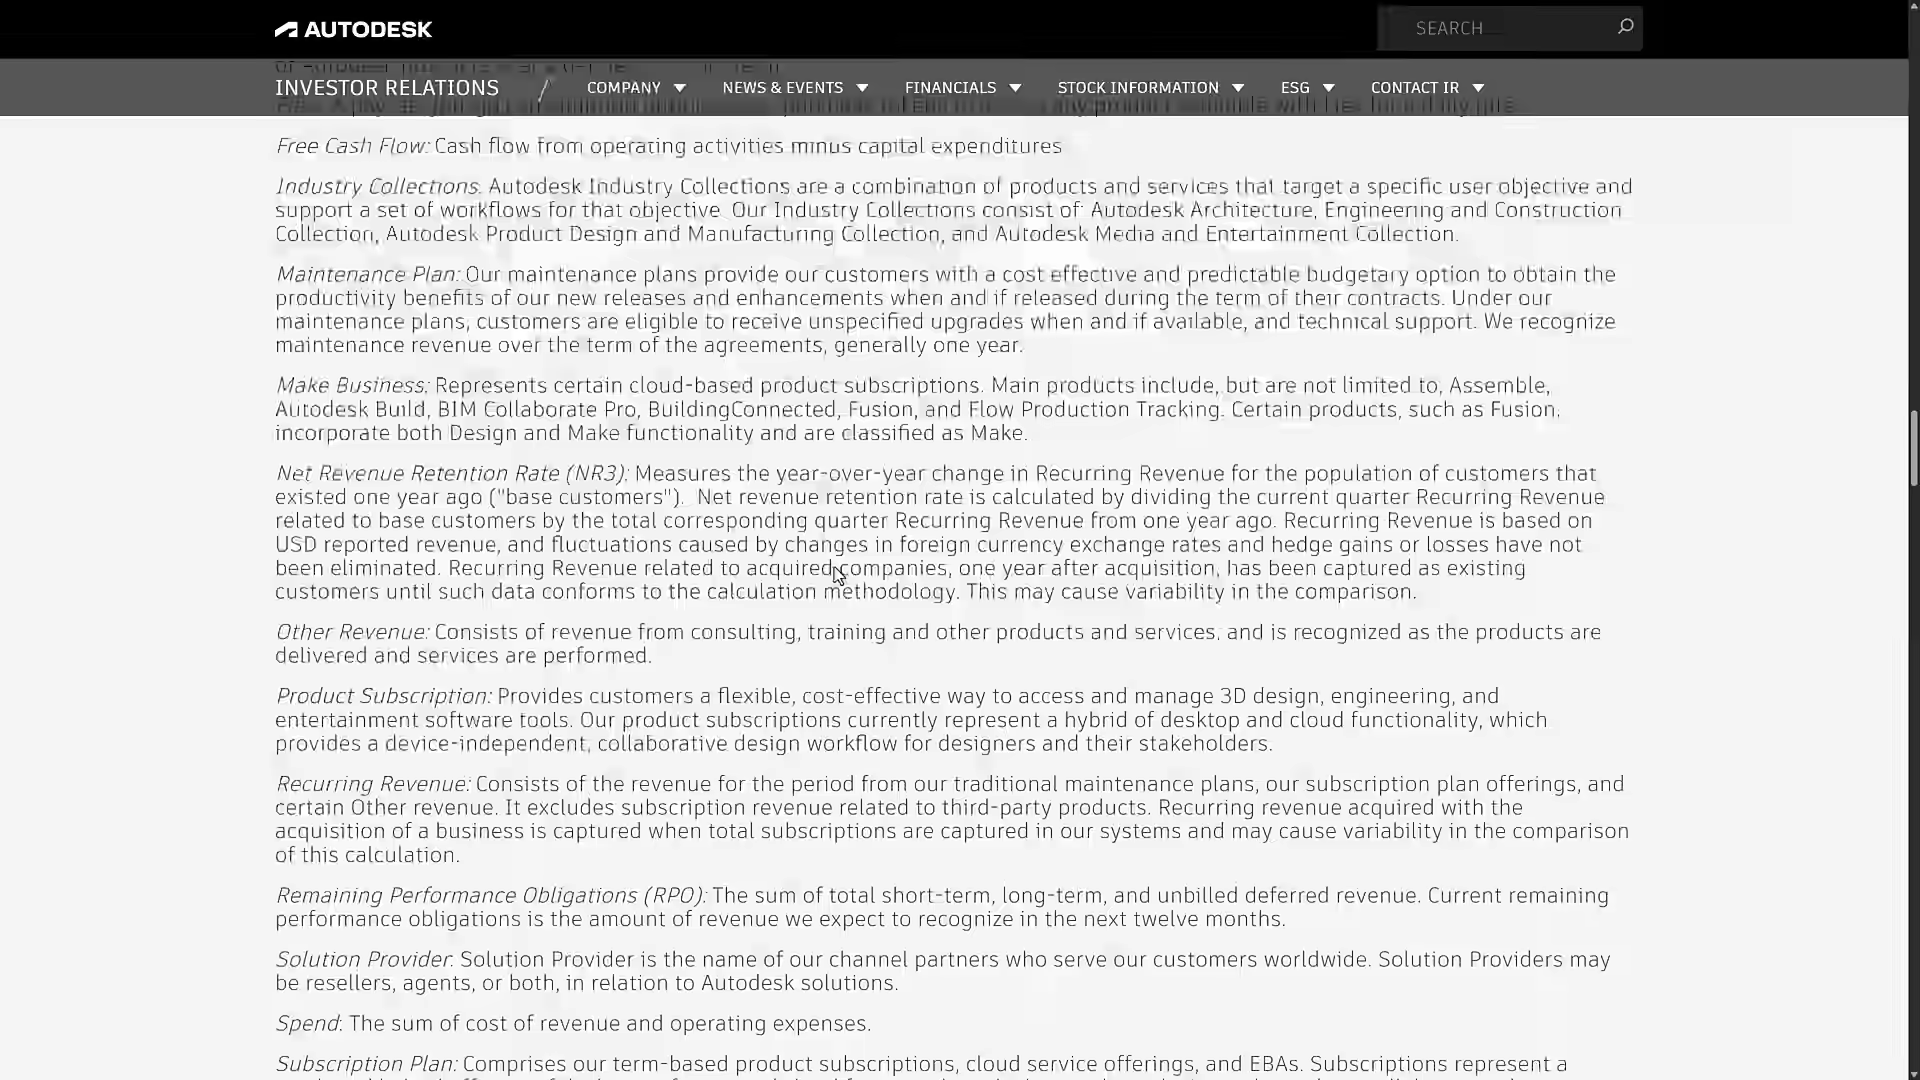 AUTODESK
SEARCH
INVESTOR RELATIONS / COMPANY NEWS & EVENTS FINANCIALS STOCK INFORMATION ESG CONTACT IR
Free Cash Flow: Cash flow from operating activities minus capital expenditures
Industry Collections: Autodesk Industry Collections are a combination of products and services that target a specific user objective and
support a set of workflows for that objective. Our Industry Collections consist of: Autodesk Architecture, Engineering and Construction
Collection, Autodesk Product Design and Manufacturing Collection, and Autodesk Media and Entertainment Collection.
Maintenance Plan: Our maintenance plans provide our customers with a cost effective and predictable budgetary option to obtain the
productivity benefits of our new releases and enhancements when and if released during the term of their contracts. Under our
maintenance plans, customers are eligible to receive unspecified upgrades when and if available, and technical support. We recognize
maintenance revenue over the term of the agreements, generally one year.
Make Business: Represents certain cloud-based product subscriptions. Main products include, but are not limited to, Assemble,
Autodesk Build, BIM Collaborate Pro, BuildingConnected, Fusion, and Flow Production Tracking. Certain products, such as Fusion,
incorporate both Design and Make functionality and are classified as Make.
Net Revenue Retention Rate (NR3): Measures the year-over-year change in Recurring Revenue for the population of customers that
existed one year ago ("base customers"). Net revenue retention rate is calculated by dividing the current quarter Recurring Revenue
related to base customers by the total corresponding quarter Recurring Revenue from one year ago. Recurring Revenue is based on
USD reported revenue, and fluctuations caused by changes in foreign currency exchange rates and hedge gains or losses have not
been eliminated. Recurring Revenue related to acquired companies, one year after acquisition, has been captured as existing
customers until such data conforms to the calculation methodology. This may cause variability in the comparison.
Other Revenue: Consists of revenue from consulting, training and other products and services, and is recognized as the products are
delivered and services are performed.
Product Subscription: Provides customers a flexible, cost-effective way to access and manage 3D design, engineering, and
entertainment software tools. Our product subscriptions currently represent a hybrid of desktop and cloud functionality, which
provides a device-independent, collaborative design workflow for designers and their stakeholders.
Recurring Revenue: Consists of the revenue for the period from our traditional maintenance plans, our subscription plan offerings, and
certain Other revenue. It excludes subscription revenue related to third-party products. Recurring revenue acquired with the
acquisition of a business is captured when total subscriptions are captured in our systems and may cause variability in the comparison
of this calculation.
Remaining Performance Obligations (RPO): The sum of total short-term, long-term, and unbilled deferred revenue. Current remaining
performance obligations is the amount of revenue we expect to recognize in the next twelve months.
Solution Provider: Solution Provider is the name of our channel partners who serve our customers worldwide. Solution Providers may
be resellers, agents, or both, in relation to Autodesk solutions.
Spend: The sum of cost of revenue and operating expenses.
Subscription Plan: Comprises our term-based product subscriptions, cloud service offerings, and EBAs. Subscriptions represent a